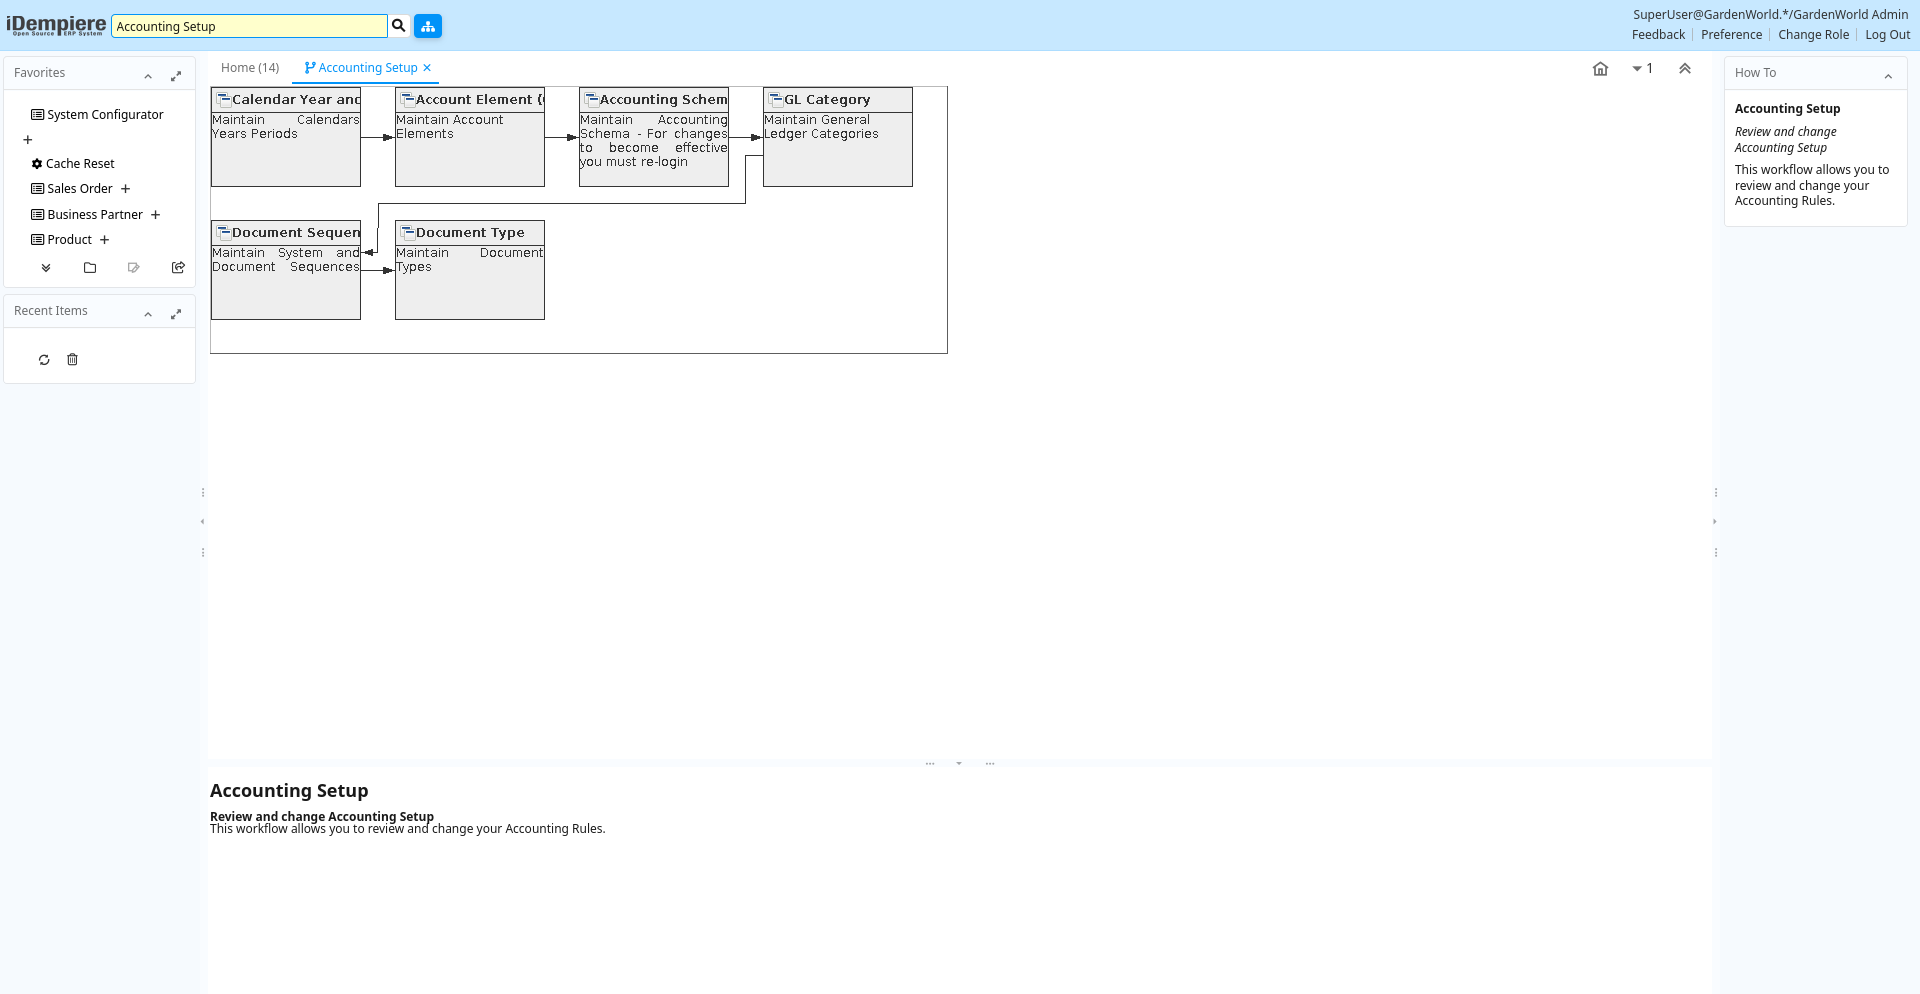 iDempiere
Open Source ERP System
Accounting Setup
SuperUser@GardenWorld.*/GardenWorld Admin
Feedback
Preference
Change Role
Log Out
Favorites
System Configurator
Cache Reset
Sales Order
Business Partner
Product
Recent Items
Home (14)
Accounting Setup
1
Calendar Year and
Maintain Calendars
Years Periods
Account Element (
Maintain Account
Elements
Accounting Schem
Maintain Accounting
Schema - For changes
to become effective
you must re-login
GL Category
Maintain General
Ledger Categories
Document Sequen
Maintain System and
Document Sequences
Document Type
Maintain Document
Types
Accounting Setup
Review and change Accounting Setup
This workflow allows you to review and change your Accounting Rules.
How To
Accounting Setup
Review and change
Accounting Setup
This workflow allows you to
review and change your
Accounting Rules.